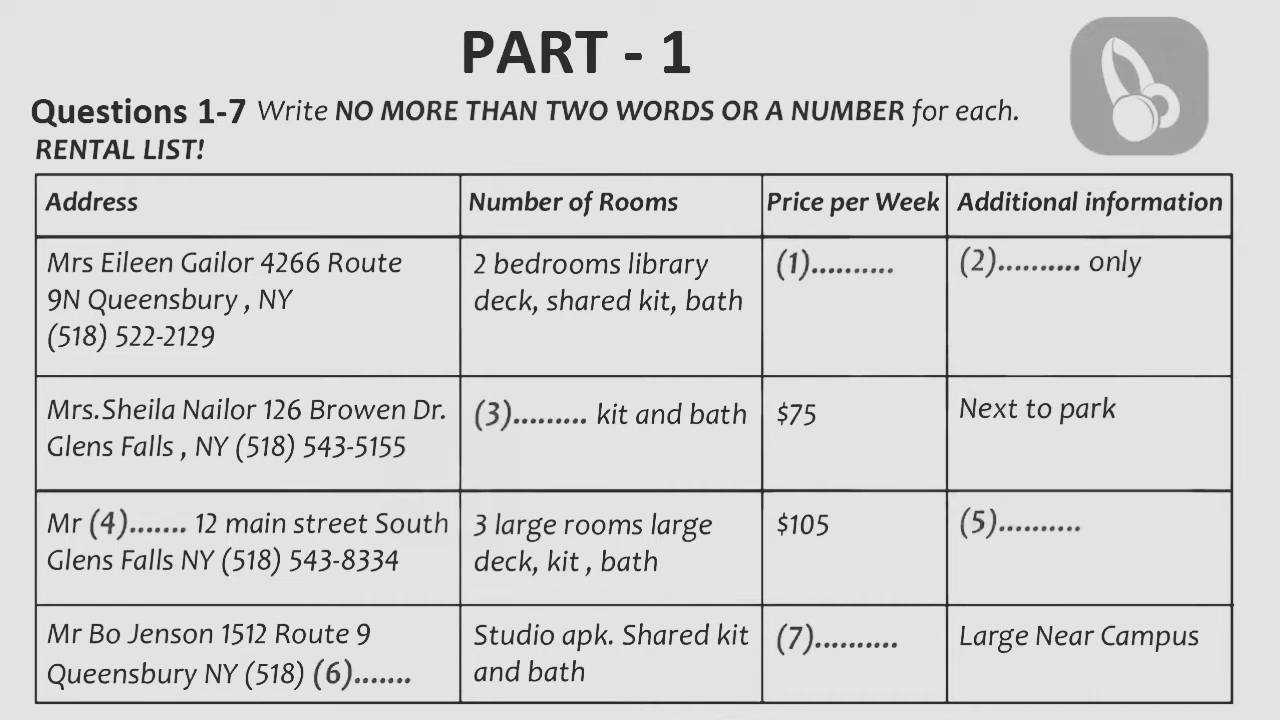 PART - 1
Questions 1-7 Write NO MORE THAN TWO WORDS OR A NUMBER for each.
RENTAL LIST!
Address
Number of Rooms
Price per Week
Additional information
Mrs Eileen Gailor 4266 Route
9N Queensbury , NY
(518) 522-2129
2 bedrooms library
deck, shared kit, bath
(1)..........
(2).......... only
Mrs.Sheila Nailor 126 Browen Dr.
Glens Falls , NY (518) 543-5155
(3)......... kit and bath
$75
Next to park
Mr (4)....... 12 main street South
Glens Falls NY (518) 543-8334
3 large rooms large
deck, kit , bath
$105
(5)..........
Mr Bo Jenson 1512 Route 9
Queensbury NY (518) (6).......
Studio apk. Shared kit
and bath
(7)..........
Large Near Campus